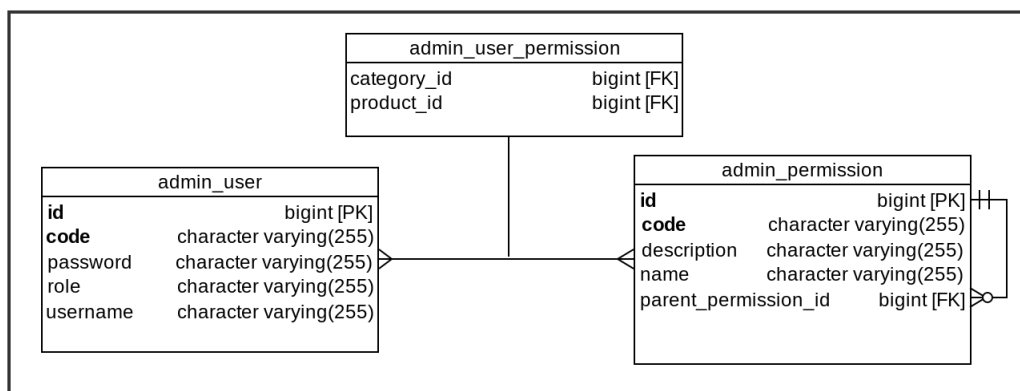 admin_user_permission
category_id bigint [FK]
product_id bigint [FK]
admin_user
id bigint [PK]
code character varying(255)
password character varying(255)
role character varying(255)
username character varying(255)
admin_permission
id bigint [PK]
code character varying(255)
description character varying(255)
name character varying(255)
parent_permission_id bigint [FK]